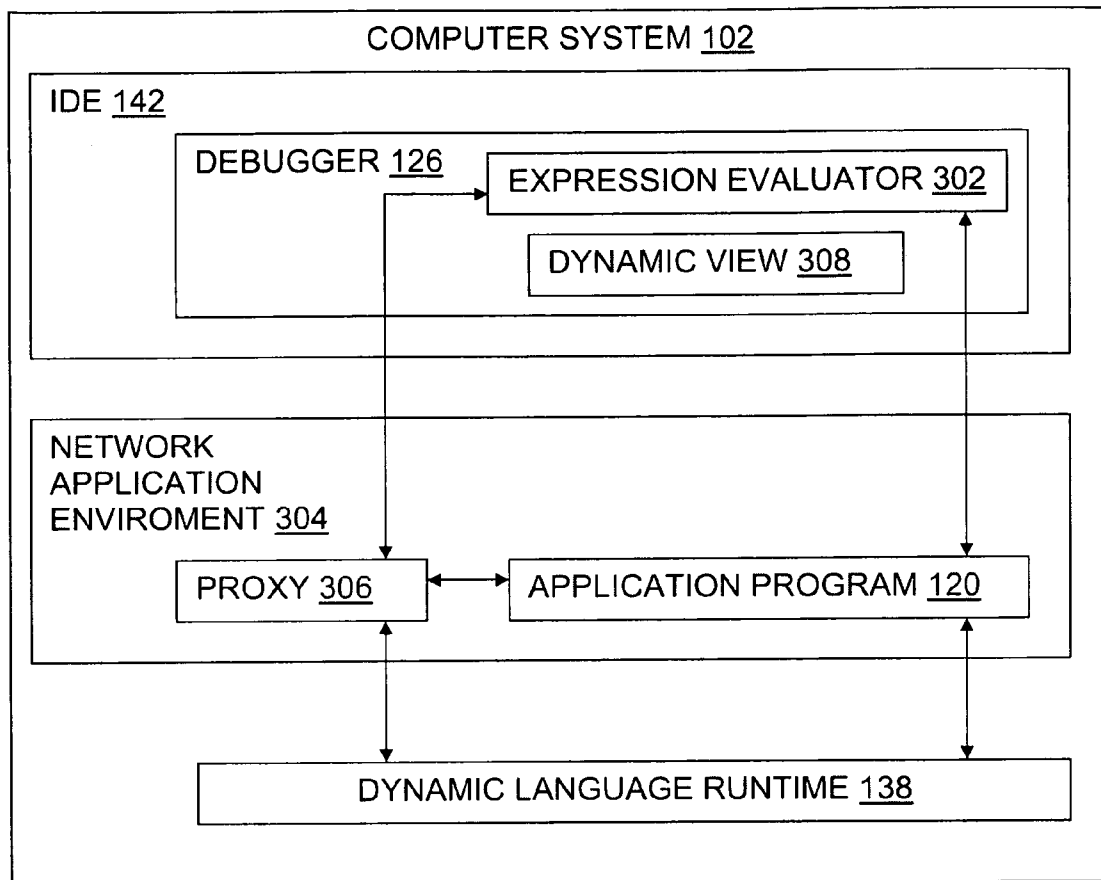 COMPUTER SYSTEM 102
IDE 142
DEBUGGER 126
EXPRESSION EVALUATOR 302
DYNAMIC VIEW 308
NETWORK
APPLICATION
ENVIROMENT 304
PROXY 306
APPLICATION PROGRAM 120
DYNAMIC LANGUAGE RUNTIME 138